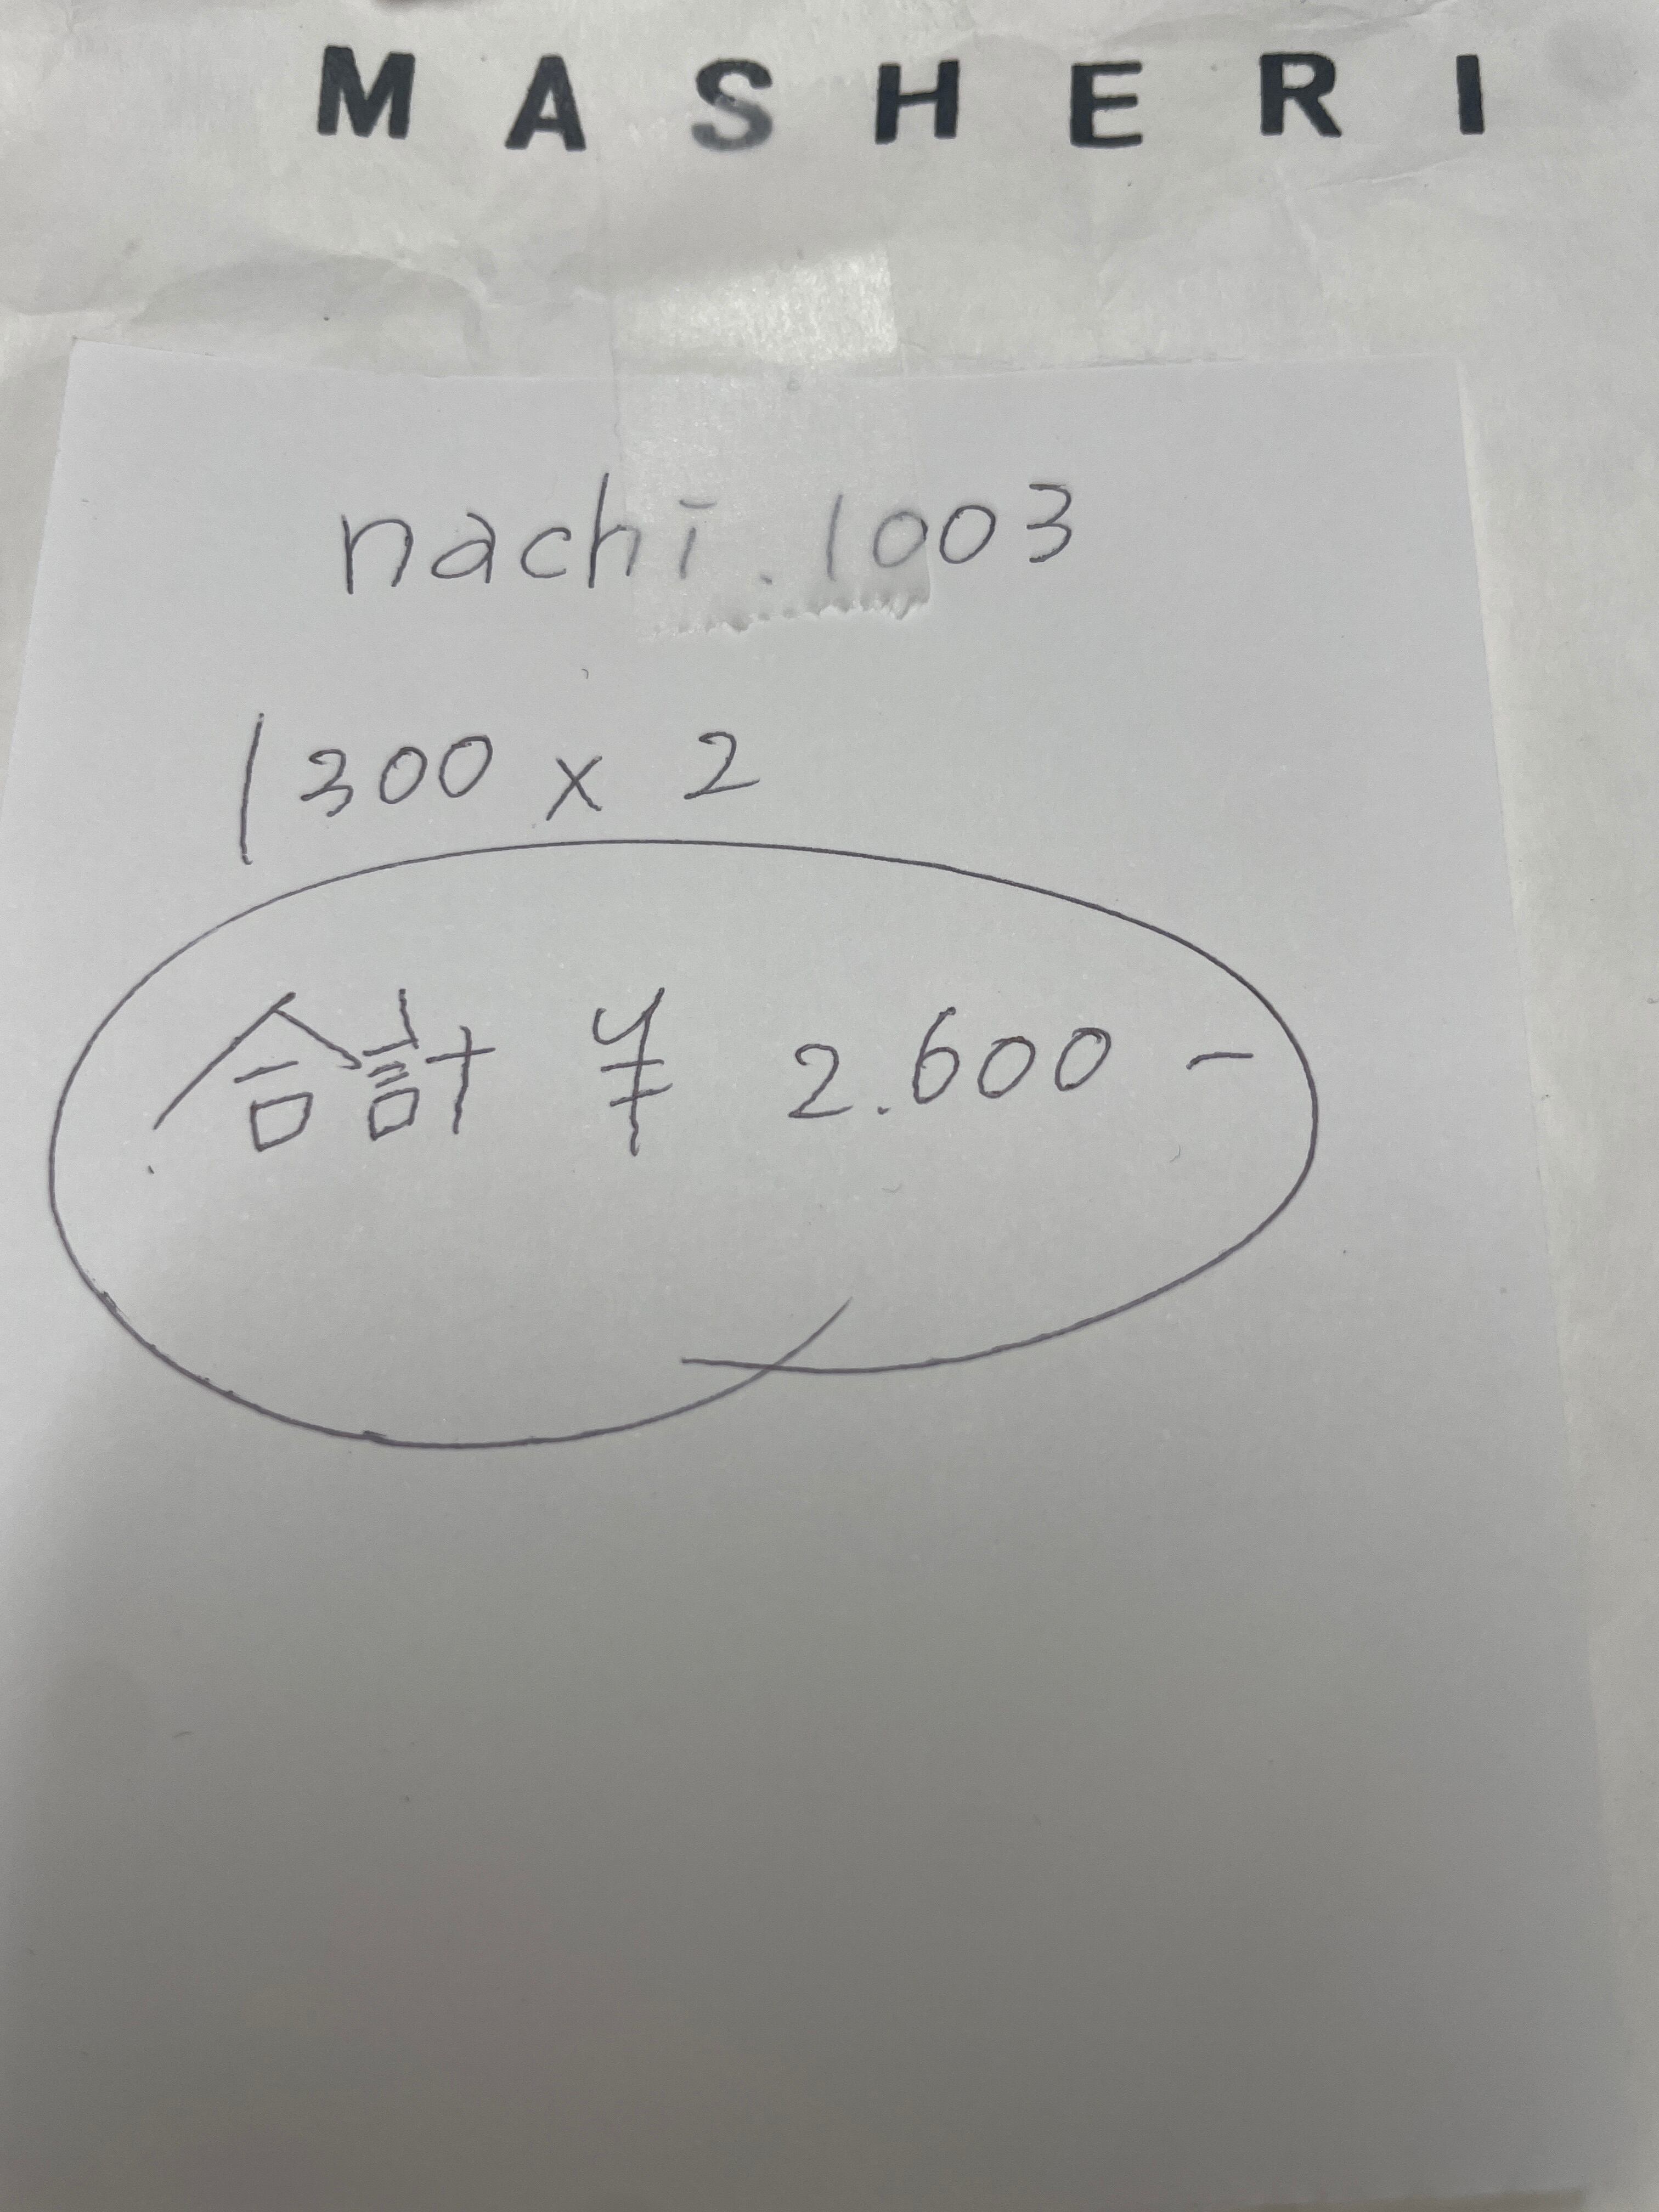 MASHERI
nachi.1003
1300 x 2
合計 ¥ 2.600 -